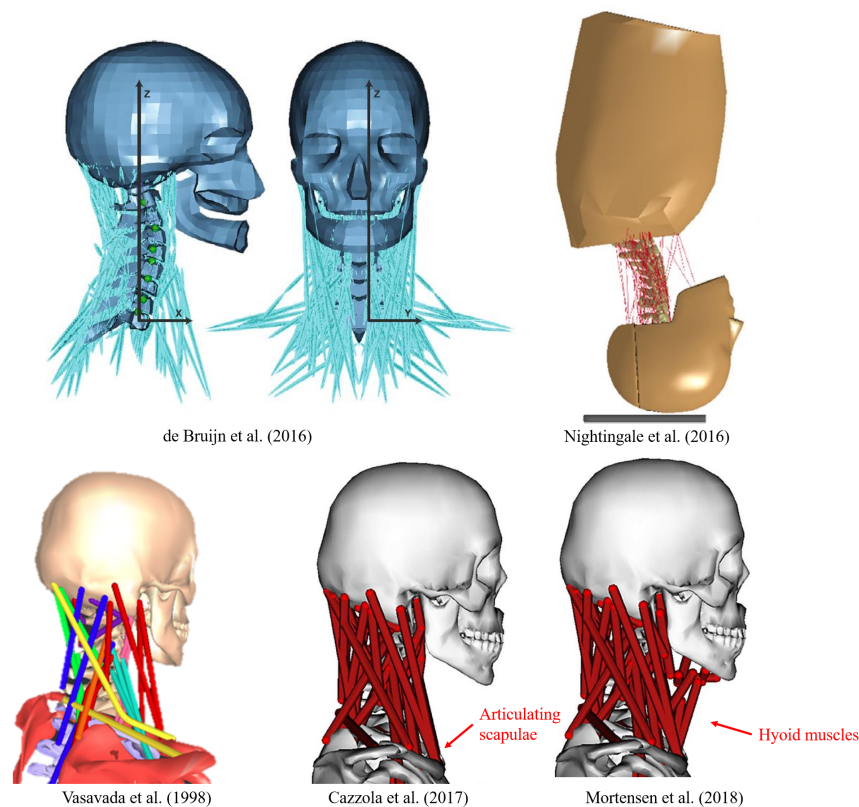 Z
Z
X
Y
de Bruijn et al. (2016)
Nightingale et al. (2016)
Articulating
scapulae
Hyoid muscles
Vasavada et al. (1998)
Cazzola et al. (2017)
Mortensen et al. (2018)